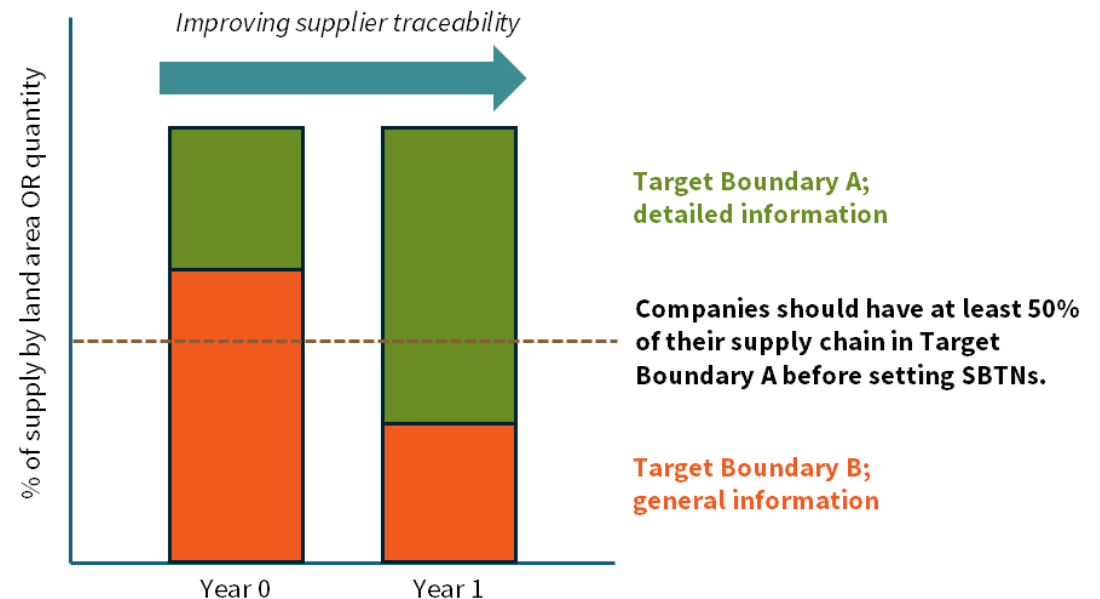 Improving supplier traceability
% of supply by land area OR quantity
Target Boundary A;
detailed information
Companies should have at least 50%
of their supply chain in Target
Boundary A before setting SBTNs.
Target Boundary B;
general information
Year 0
Year 1